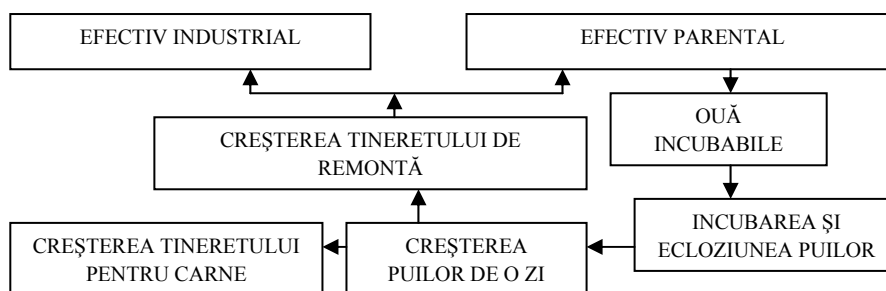 EFECTIV INDUSTRIAL
EFECTIV PARENTAL
OUĂ
INCUBABILE
CREŞTEREA TINERETULUI DE
REMONTĂ
INCUBAREA ŞI
ECLOZIUNEA PUILOR
CREŞTEREA TINERETULUI
PENTRU CARNE
CREŞTEREA
PUILOR DE O ZI